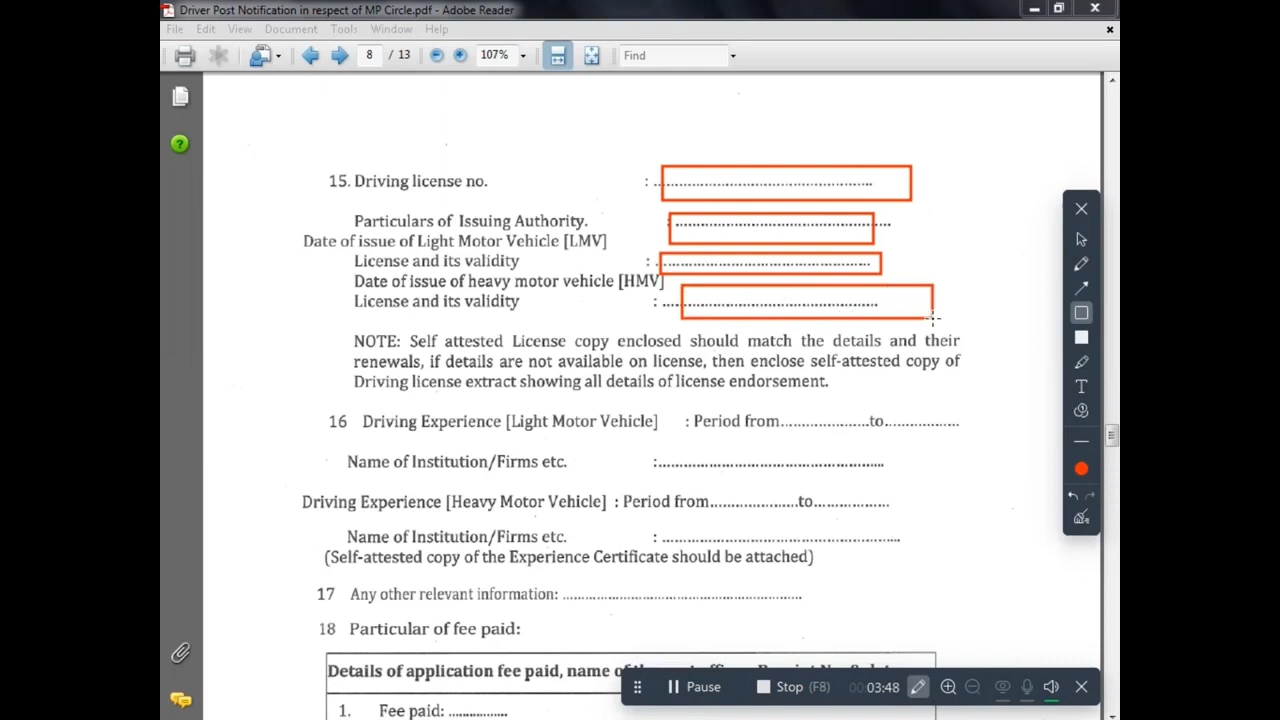 Driver Post Notification in respect of MP Circle.pdf - Adobe Reader
File Edit View Document Tools Window Help
8 / 13 107% Find
15. Driving license no. : ..............................................
Particulars of Issuing Authority. : ..............................................
Date of issue of Light Motor Vehicle [LMV]
License and its validity : ..............................................
Date of issue of heavy motor vehicle [HMV]
License and its validity : ..............................................
NOTE: Self attested License copy enclosed should match the details and their
renewals, if details are not available on license, then enclose self-attested copy of
Driving license extract showing all details of license endorsement.
16 Driving Experience [Light Motor Vehicle] : Period from.....................to..................
Name of Institution/Firms etc. :..............................................
Driving Experience [Heavy Motor Vehicle] : Period from.....................to..................
Name of Institution/Firms etc. : ..............................................
(Self-attested copy of the Experience Certificate should be attached)
17 Any other relevant information: ..............................................
18 Particular of fee paid:
Details of application fee paid, name of
1. Fee paid: ...............
Pause Stop (F8) 00:03:48